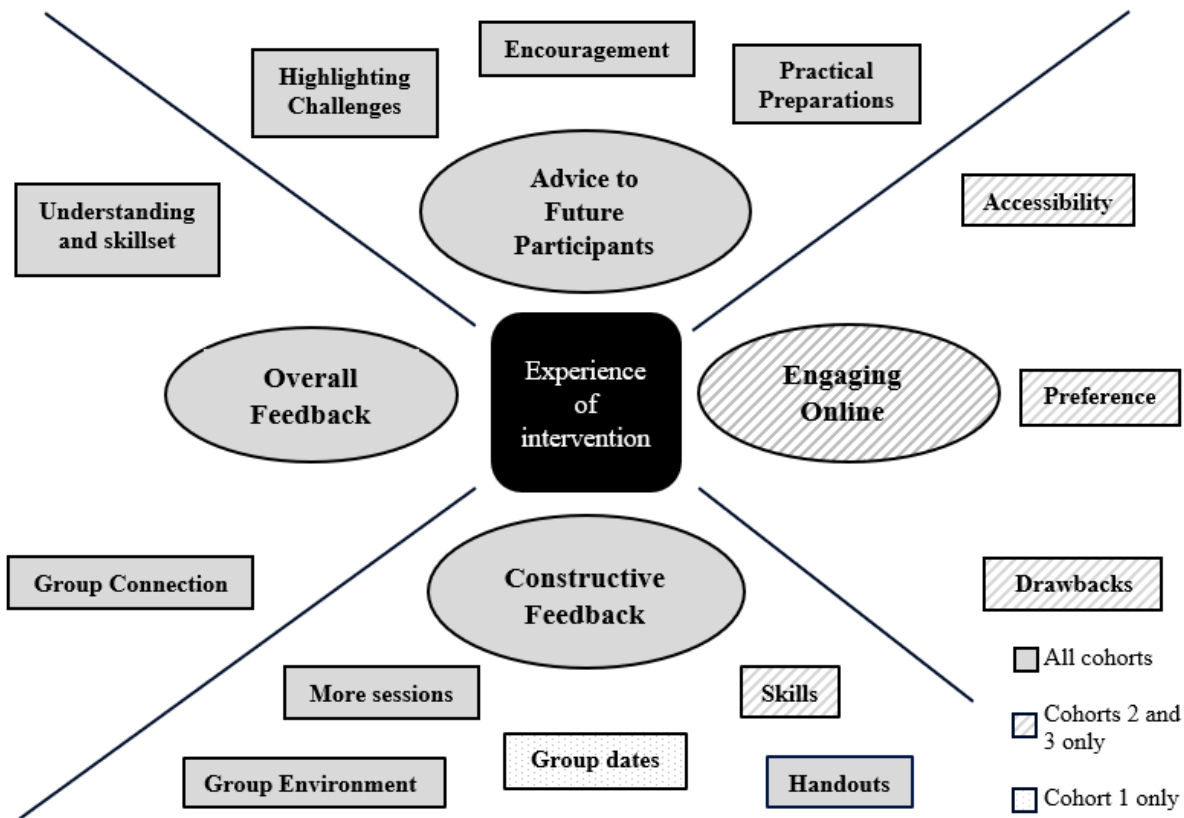 Encouragement
Highlighting
Challenges
Practical
Preparations
Advice to
Future
Participants
Understanding
and skillset
Accessibility
Overall
Feedback
Experience
of
intervention
Engaging
Online
Preference
Group Connection
Constructive
Feedback
Drawbacks
More sessions
Skills
Group dates
Group Environment
Handouts
All cohorts
Cohorts 2 and
3 only
Cohort 1 only